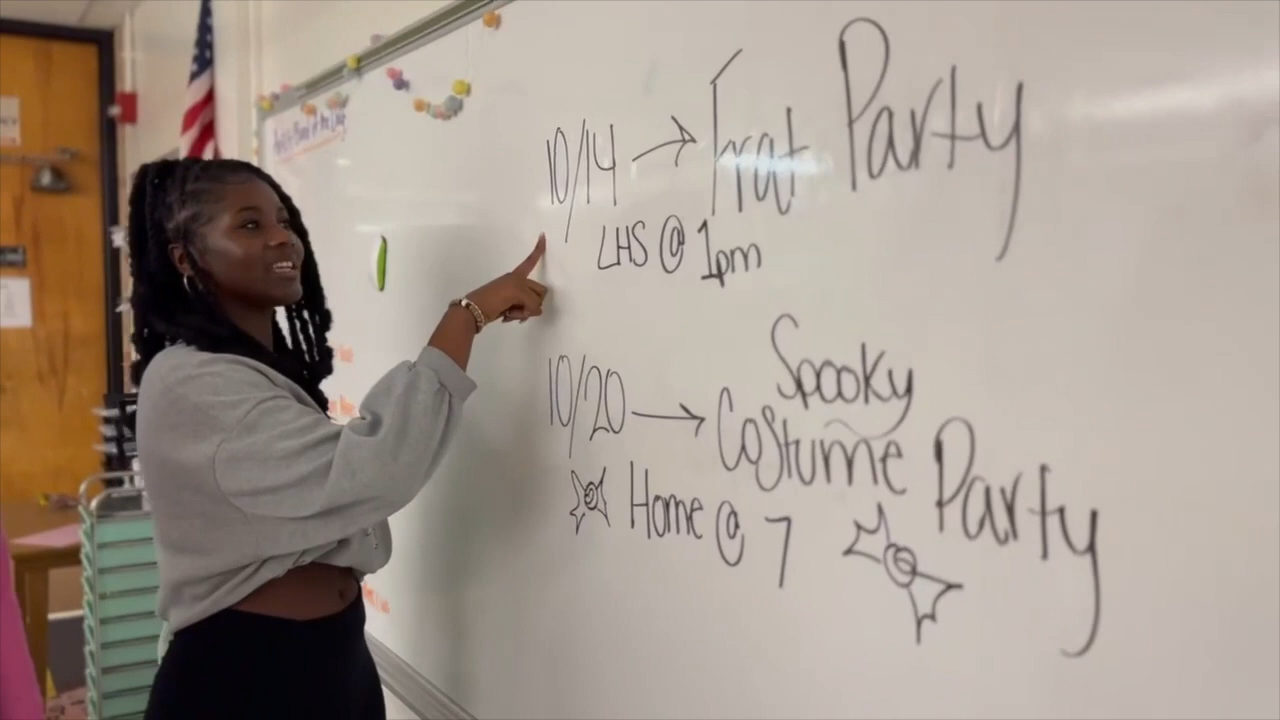 10/14 → Frat Party
LHS @ 1pm
10/20 → Spooky Costume Party
Home @ 7